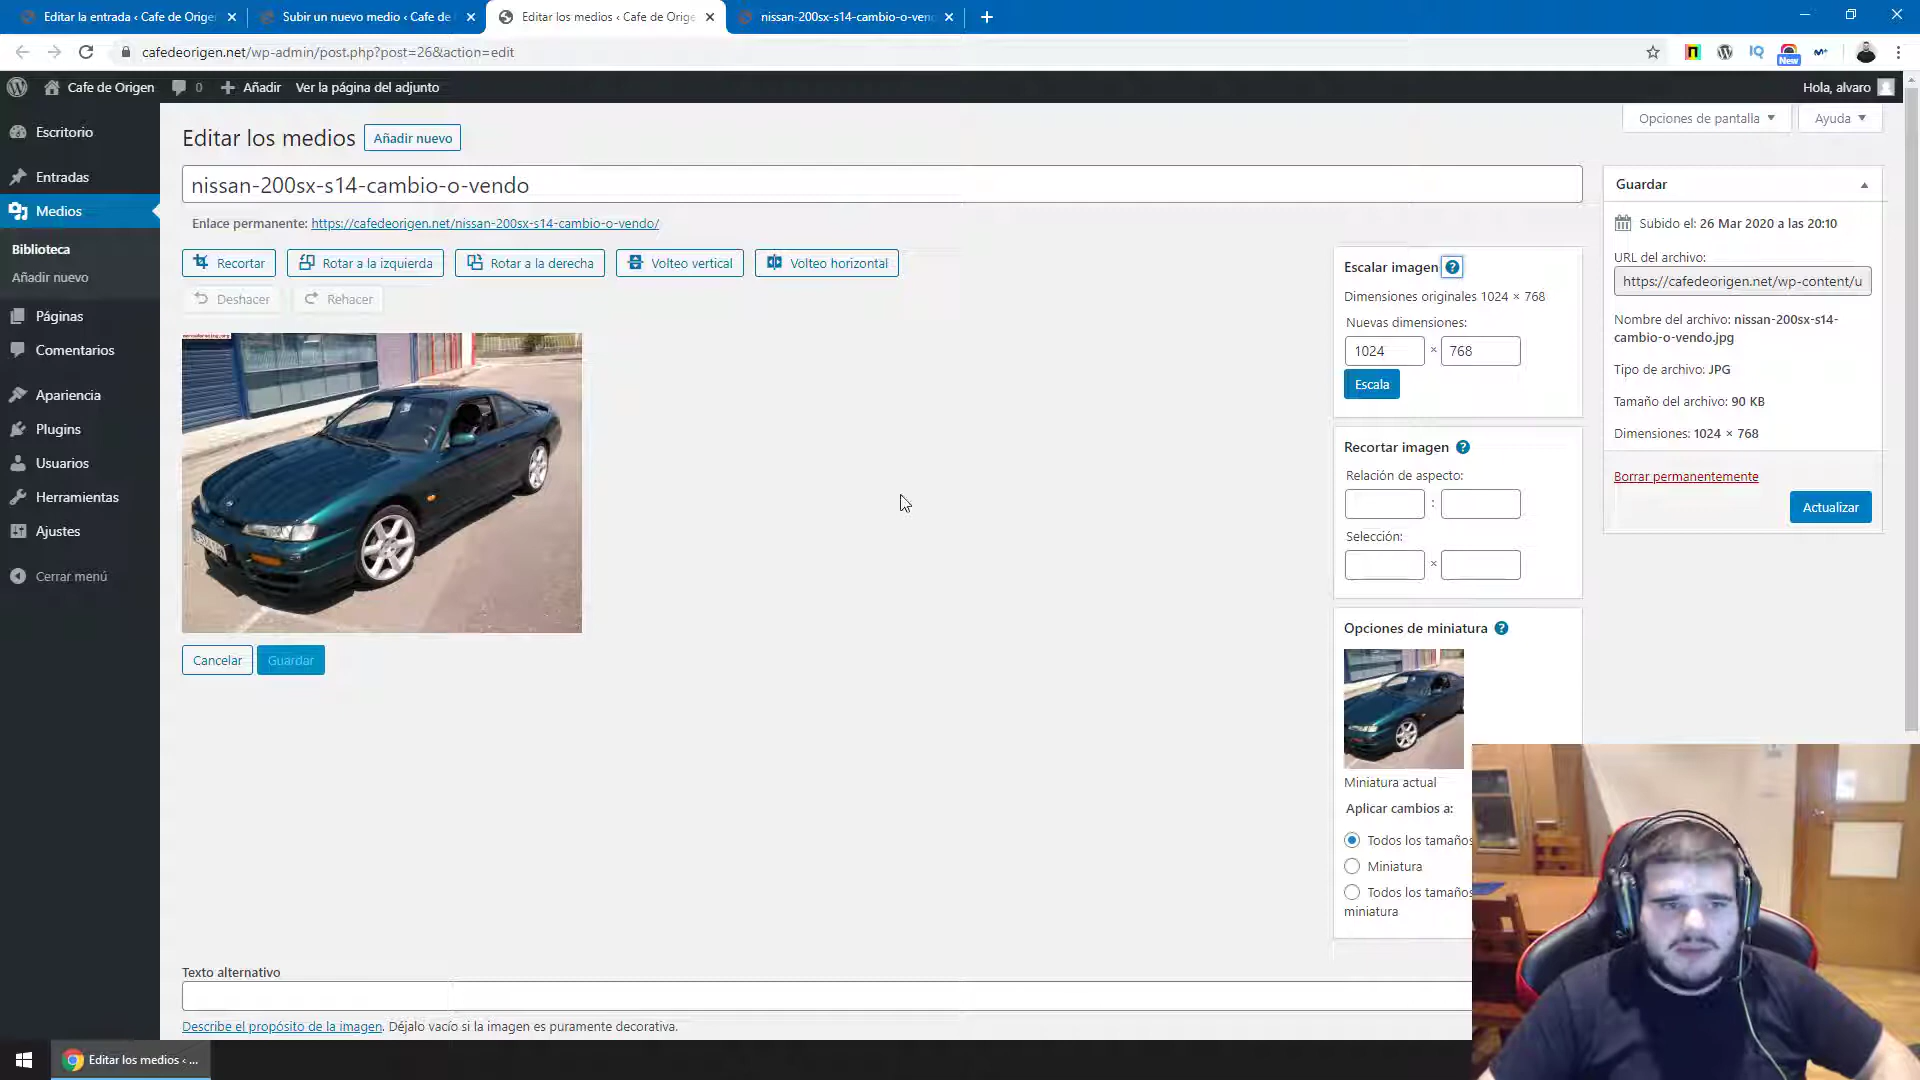 Editar la entrada ‹ Cafe de Orige
Subir un nuevo medio ‹ Cafe de
Editar los medios ‹ Cafe de Orige
nissan-200sx-s14-cambio-o-vend
cafedeorigen.net/wp-admin/post.php?post=26&action=edit
New
Cafe de Origen
0
Añadir
Ver la página del adjunto
Hola, alvaro
Opciones de pantalla
Ayuda
Escritorio
Entradas
Medios
Biblioteca
Añadir nuevo
Páginas
Comentarios
Apariencia
Plugins
Usuarios
Herramientas
Ajustes
Cerrar menú
Editar los medios
Añadir nuevo
nissan-200sx-s14-cambio-o-vendo
Enlace permanente: https://cafedeorigen.net/nissan-200sx-s14-cambio-o-vendo/
Recortar
Rotar a la izquierda
Rotar a la derecha
Volteo vertical
Volteo horizontal
Deshacer
Rehacer
Cancelar
Guardar
Texto alternativo
Describe el propósito de la imagen. Déjalo vacío si la imagen es puramente decorativa.
Escalar imagen ?
Dimensiones originales 1024 × 768
Nuevas dimensiones:
1024 × 768
Escala
Recortar imagen ?
Relación de aspecto:
:
Selección:
×
Opciones de miniatura ?
Miniatura actual
Aplicar cambios a:
Todos los tamaños
Miniatura
Todos los tamaños
miniatura
Guardar
Subido el: 26 Mar 2020 a las 20:10
URL del archivo:
https://cafedeorigen.net/wp-content/u
Nombre del archivo: nissan-200sx-s14-
cambio-o-vendo.jpg
Tipo de archivo: JPG
Tamaño del archivo: 90 KB
Dimensiones: 1024 × 768
Borrar permanentemente
Actualizar
Editar los medios ‹ ...